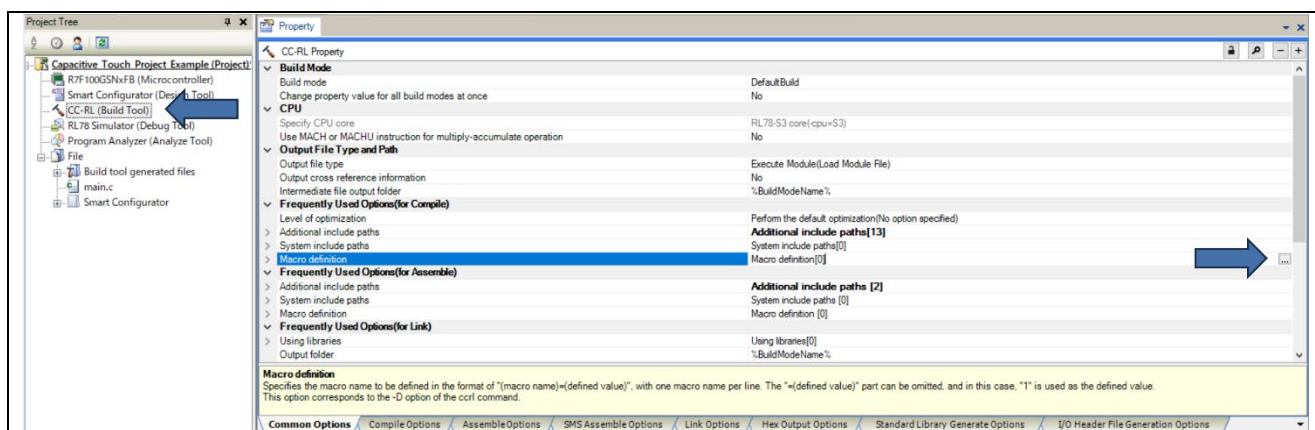 Project Tree
Capacitive Touch Project Example (Project)*
R7F100GSNxFB (Microcontroller)
Smart Configurator (Design Tool)
CC-RL (Build Tool)
RL78 Simulator (Debug Tool)
Program Analyzer (Analyze Tool)
File
Build tool generated files
main.c
Smart Configurator
Property
CC-RL Property
Build Mode
Build mode DefaultBuild
Change property value for all build modes at once No
CPU
Specify CPU core RL78-S3 core(-cpu=S3)
Use MACH or MACHU instruction for multiply-accumulate operation No
Output File Type and Path
Output file type Execute Module(Load Module File)
Output cross reference information No
Intermediate file output folder %BuildModeName%
Frequently Used Options(for Compile)
Level of optimization Perform the default optimization(No option specified)
Additional include paths Additional include paths[13]
System include paths System include paths[0]
Macro definition Macro definition[0]
...
Frequently Used Options(for Assemble)
Additional include paths Additional include paths [2]
System include paths System include paths [0]
Macro definition Macro definition [0]
Frequently Used Options(for Link)
Using libraries Using libraries[0]
Output folder %BuildModeName%
Macro definition
Specifies the macro name to be defined in the format of "(macro name)=(defined value)", with one macro name per line. The "=(defined value)" part can be omitted, and in this case, "1" is used as the defined value.
This option corresponds to the -D option of the ccrl command.
Common Options Compile Options Assemble Options SMS Assemble Options Link Options Hex Output Options Standard Library Generate Options I/O Header File Generation Options